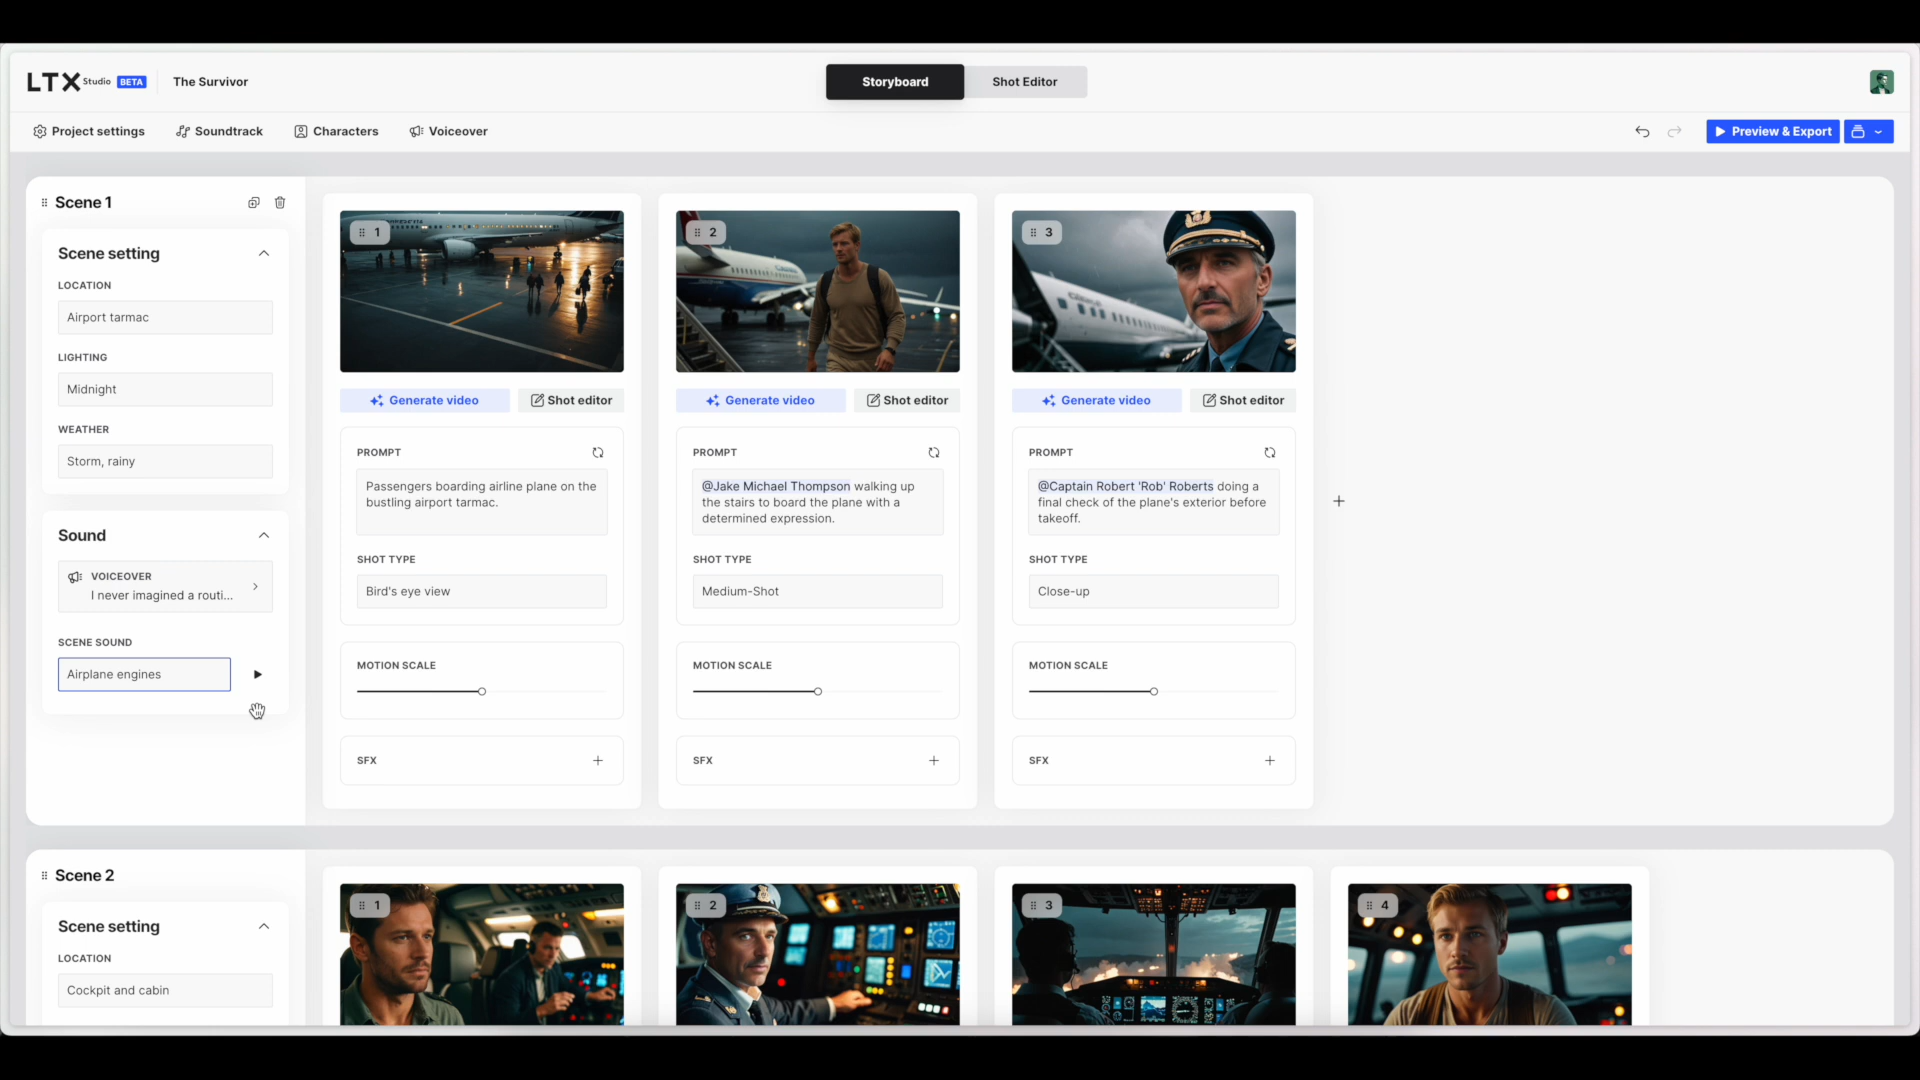 LTX Studio BETA
The Survivor
Storyboard
Shot Editor
Project settings
Soundtrack
Characters
Voiceover
Preview & Export
Scene 1
Scene setting
LOCATION
Airport tarmac
LIGHTING
Midnight
WEATHER
Storm, rainy
Sound
VOICEOVER
I never imagined a routi...
SCENE SOUND
Airplane engines
1
Generate video
Shot editor
PROMPT
Passengers boarding airline plane on the
bustling airport tarmac.
SHOT TYPE
Bird's eye view
MOTION SCALE
SFX
2
Generate video
Shot editor
PROMPT
@Jake Michael Thompson walking up
the stairs to board the plane with a
determined expression.
SHOT TYPE
Medium-Shot
MOTION SCALE
SFX
3
Generate video
Shot editor
PROMPT
@Captain Robert 'Rob' Roberts doing a
final check of the plane's exterior before
takeoff.
SHOT TYPE
Close-up
MOTION SCALE
SFX
Scene 2
Scene setting
LOCATION
Cockpit and cabin
1
2
3
4